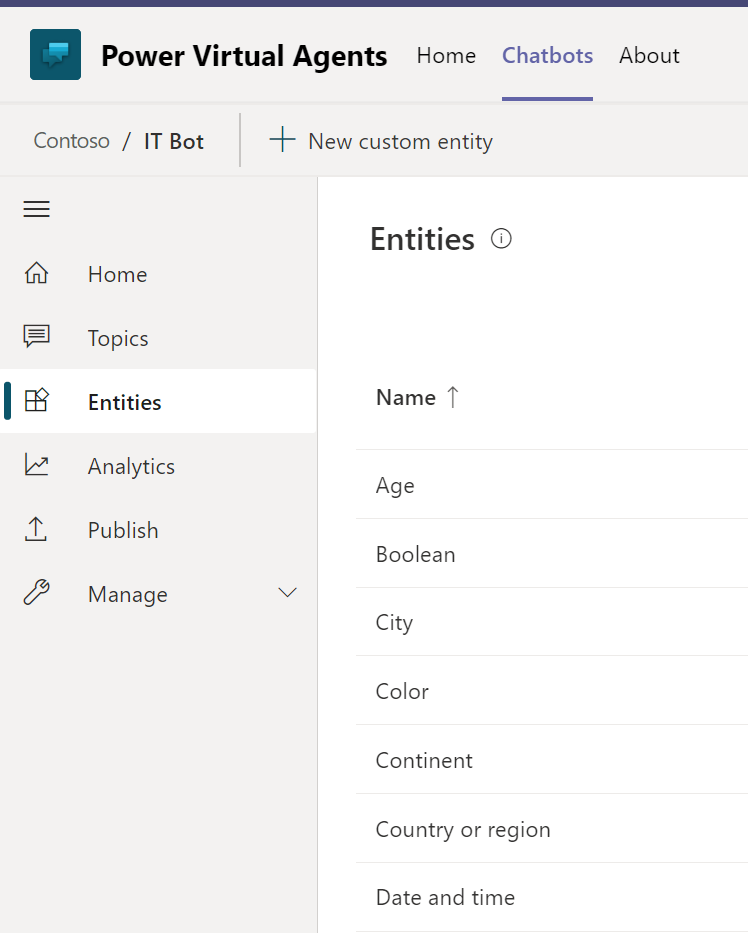 Power Virtual Agents Home Chatbots About
Contoso / IT Bot + New custom entity
Home
Topics
Entities
Analytics
Publish
Manage
Entities
Name ↑
Age
Boolean
City
Color
Continent
Country or region
Date and time